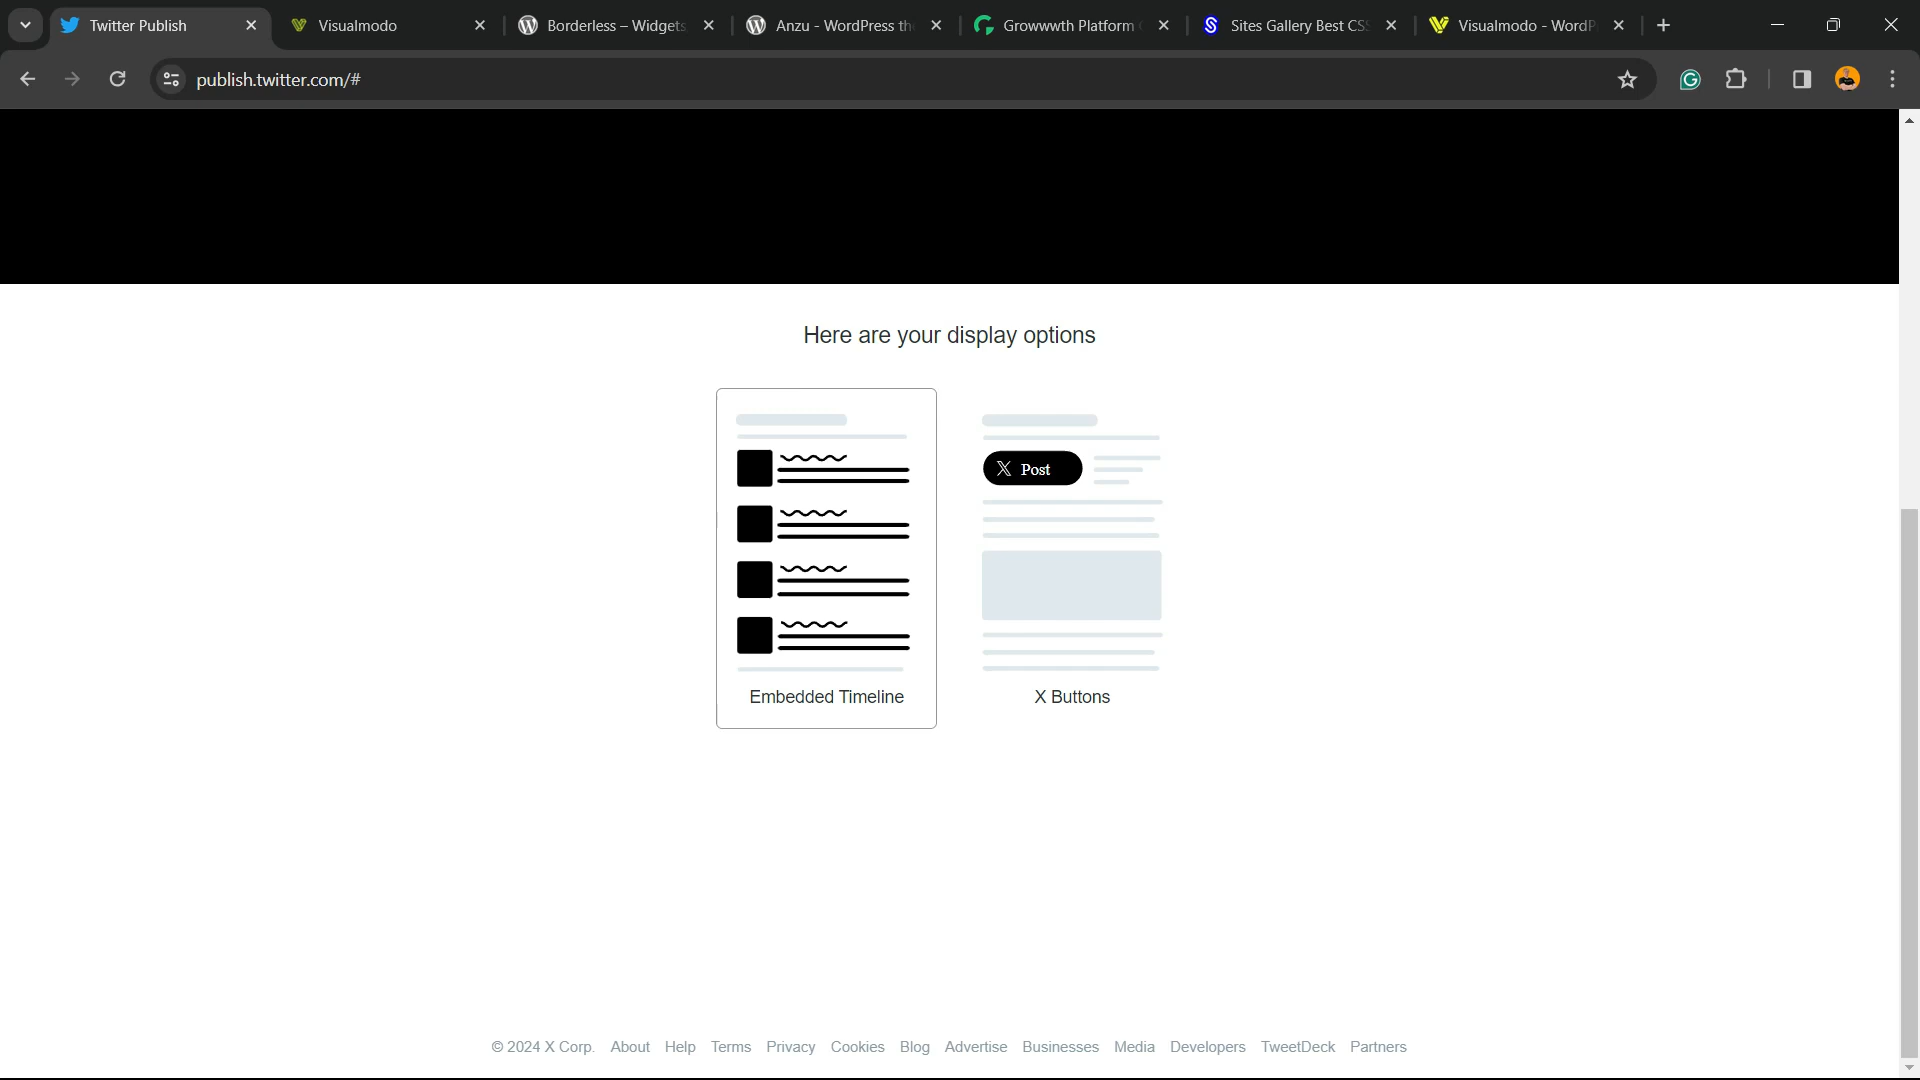 Twitter Publish
Visualmodo
Borderless – Widgets
Anzu - WordPress th
Growwwth Platform
Sites Gallery Best CSS
Visualmodo - WordP
publish.twitter.com/#
Here are your display options
X Post
Embedded Timeline
X Buttons
© 2024 X Corp. About Help Terms Privacy Cookies Blog Advertise Businesses Media Developers TweetDeck Partners